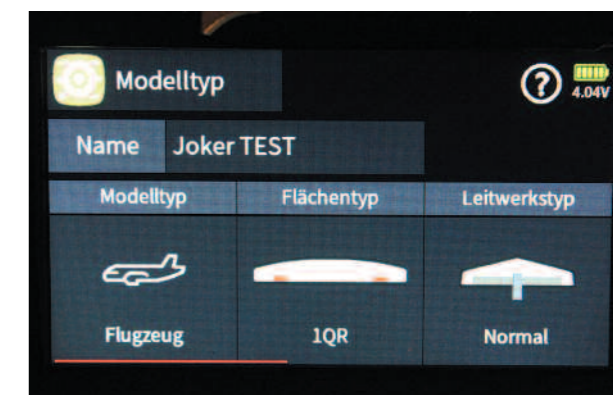 Modelltyp
?
4.04V
Name Joker TEST
Modelltyp Flächentyp Leitwerkstyp
Flugzeug 1QR Normal